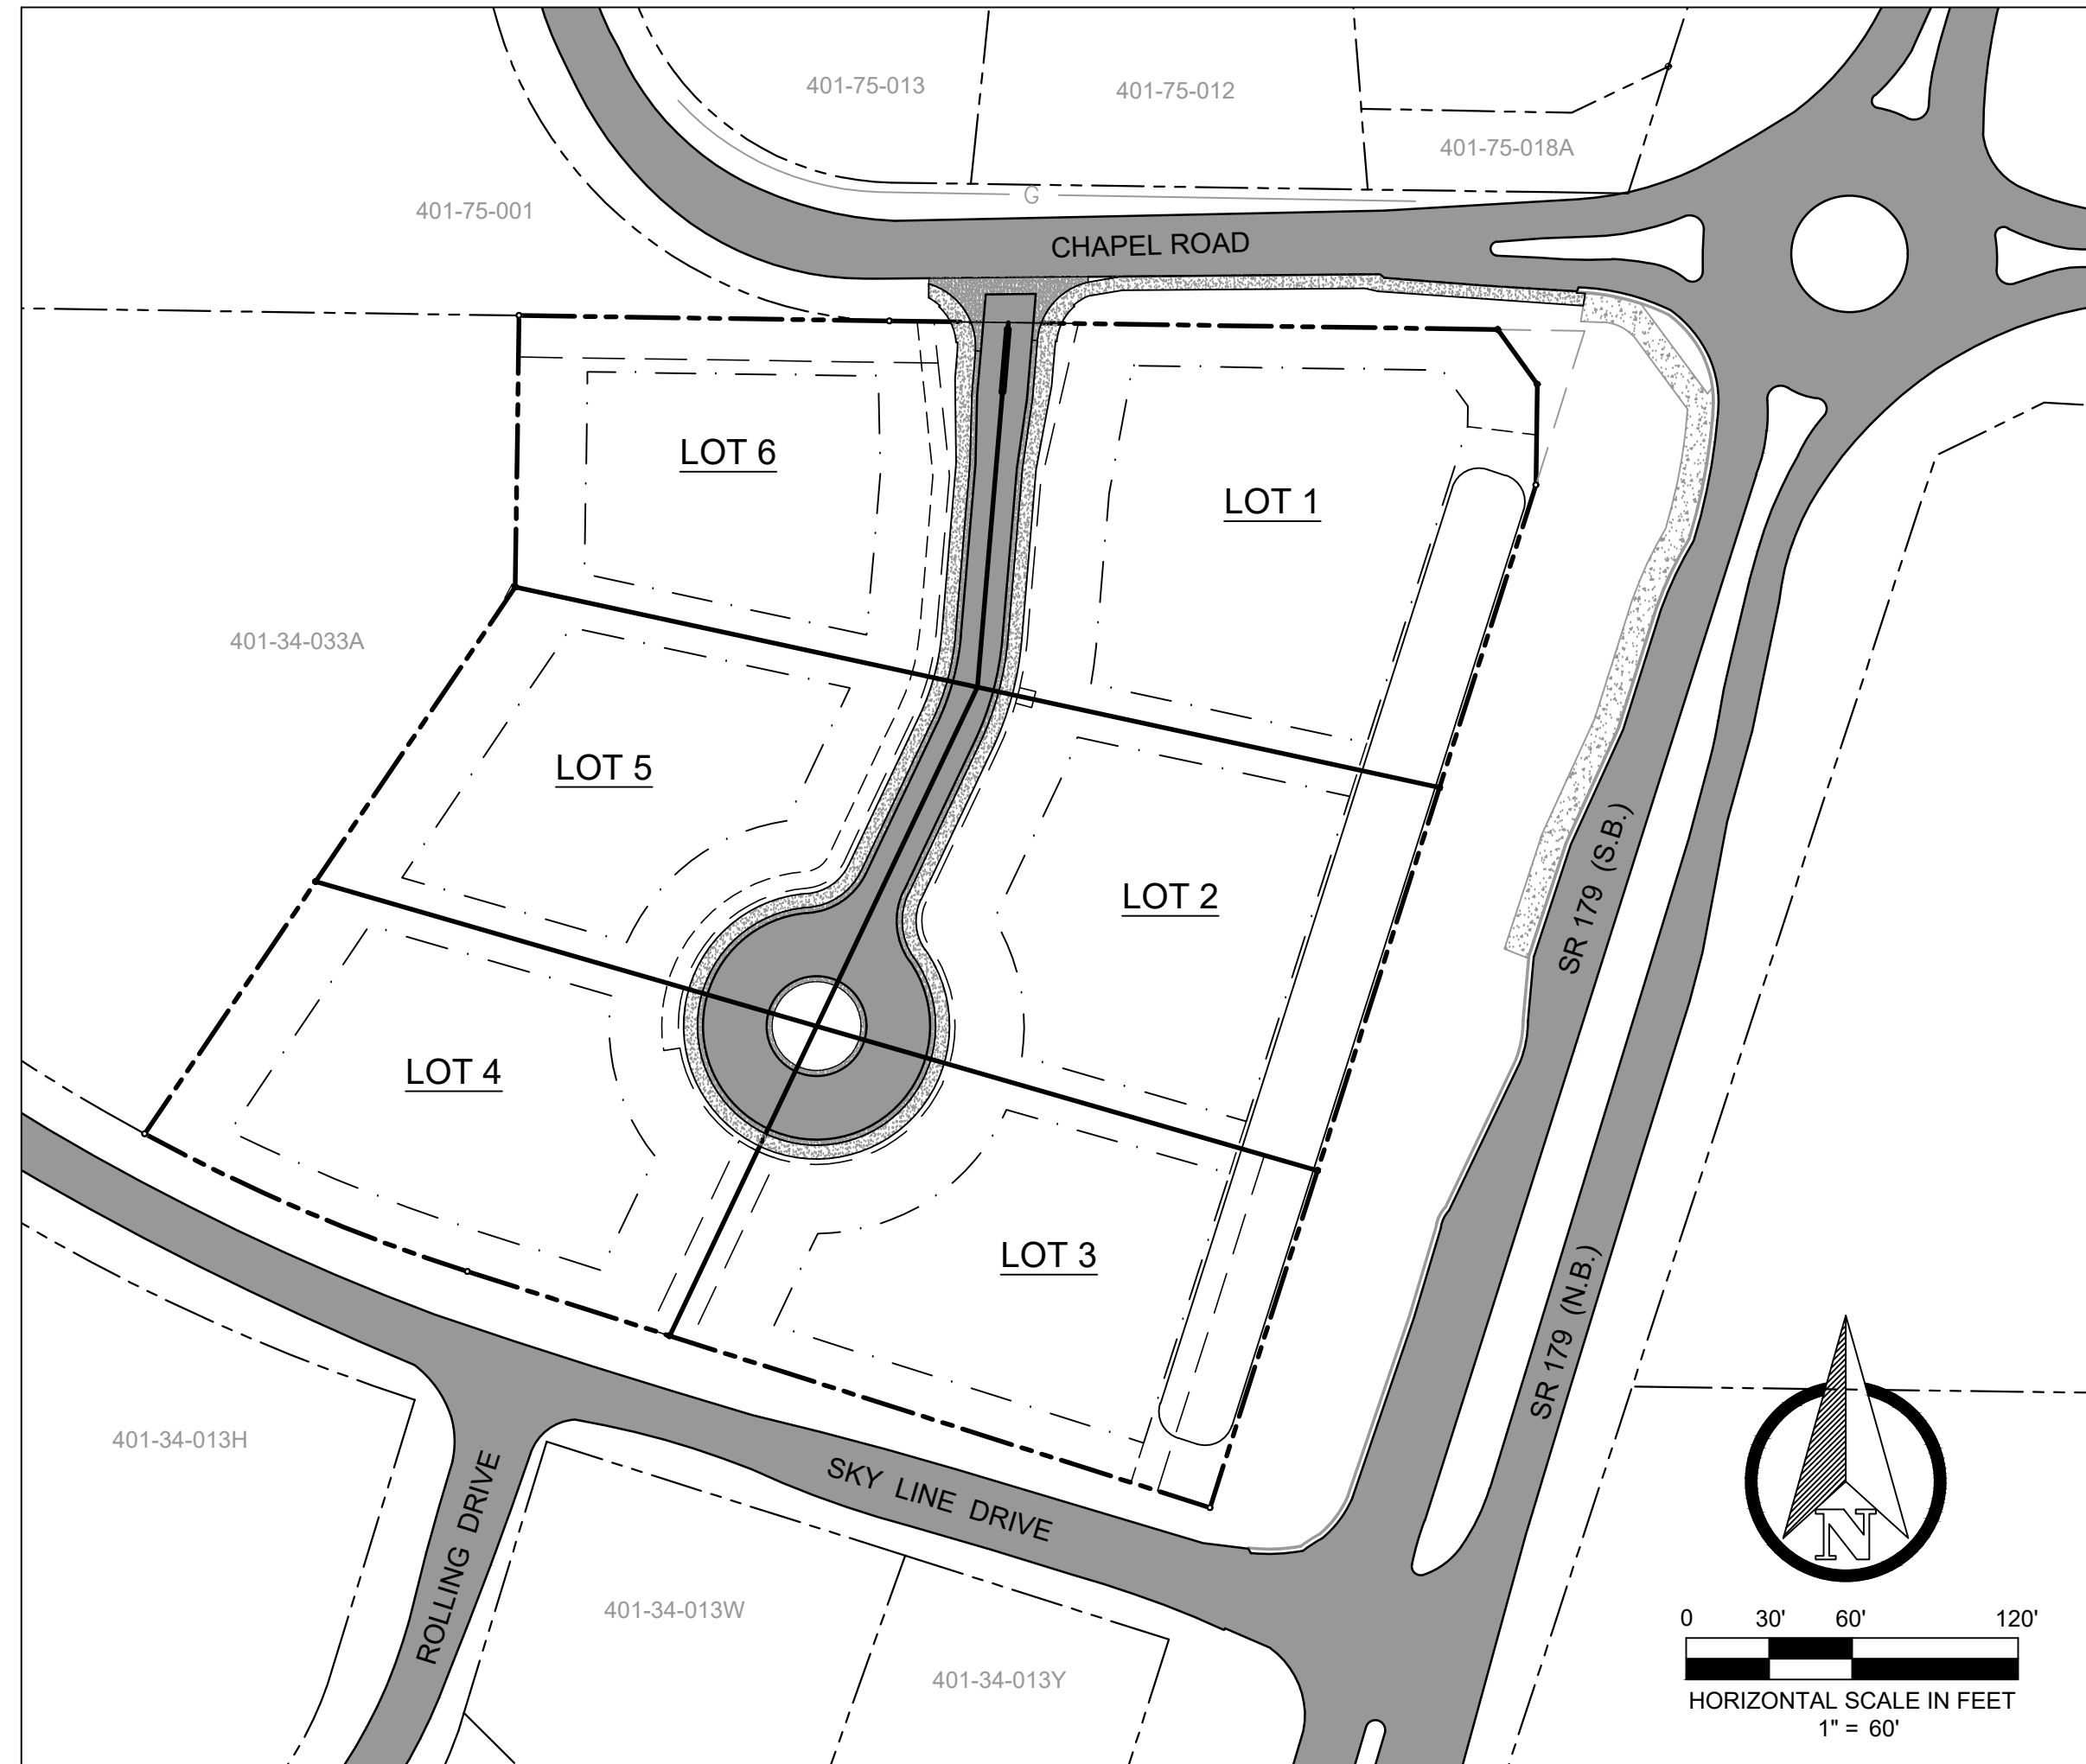 401-75-013
401-75-012
401-75-018A
401-75-001
G
CHAPEL ROAD
LOT 6
LOT 1
401-34-033A
LOT 5
LOT 2
SR 179 (S.B.)
LOT 4
LOT 3
SR 179 (N.B.)
401-34-013H
ROLLING DRIVE
SKY LINE DRIVE
N
401-34-013W
401-34-013Y
0 30' 60' 120'
HORIZONTAL SCALE IN FEET
1" = 60'